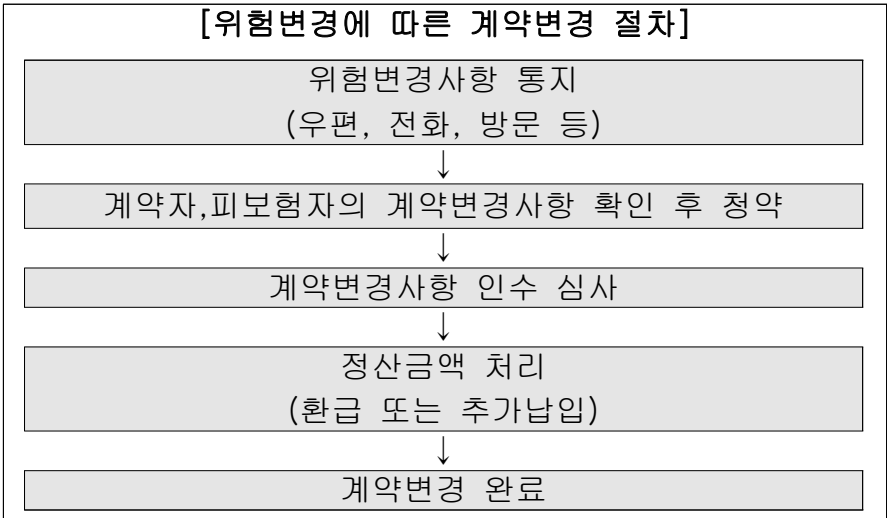 [위험변경에 따른 계약변경 절차]
위험변경사항 통지
(우편, 전화, 방문 등)
↓
계약자,피보험자의 계약변경사항 확인 후 청약
↓
계약변경사항 인수 심사
↓
정산금액 처리
(환급 또는 추가납입)
↓
계약변경 완료